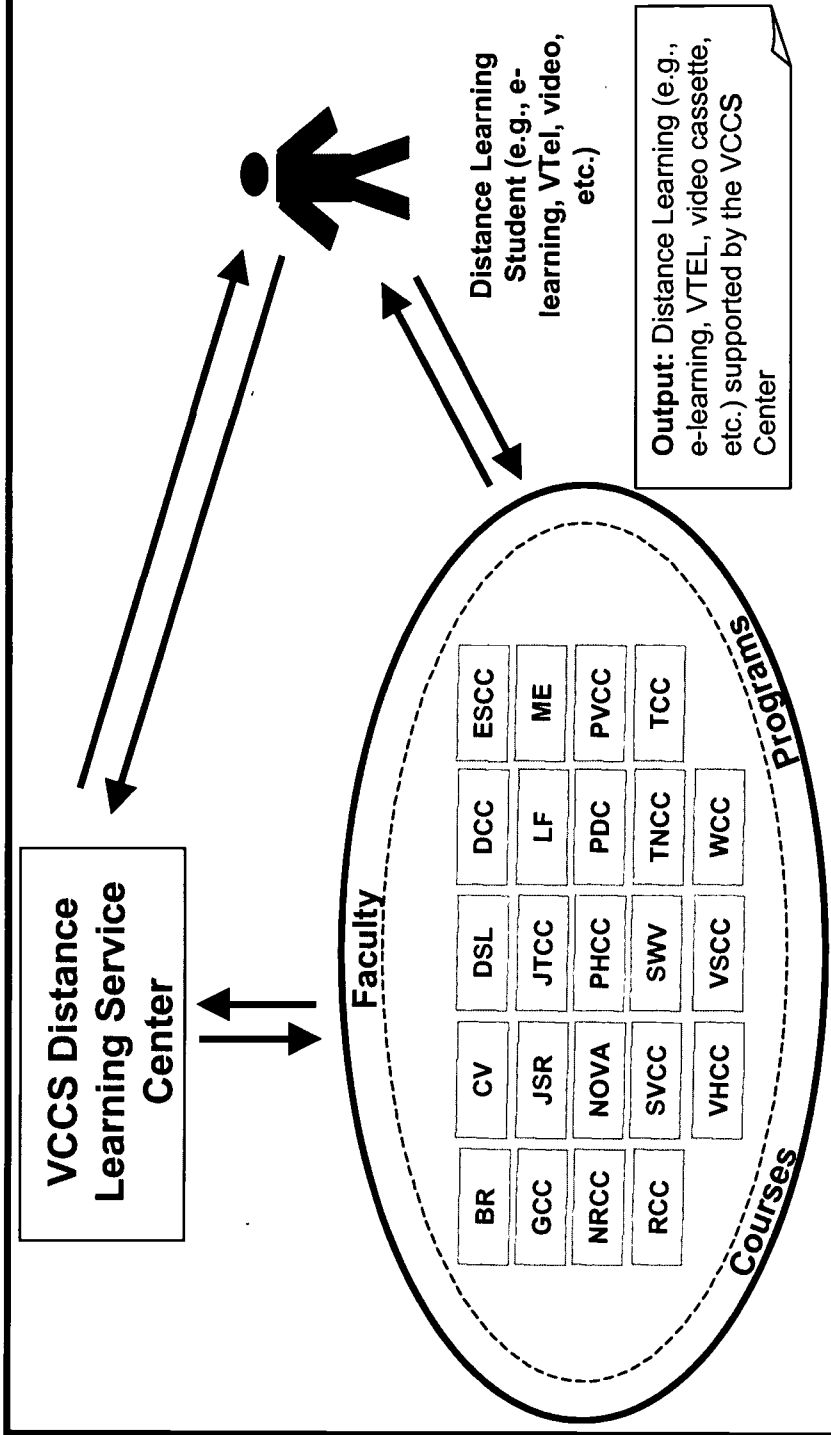 VCCS Distance
Learning Service
Center
Distance Learning
Student (e.g., e-
learning, VTel, video,
etc.)
Faculty
BR CV DSL DCC ESCC
GCC JSR JTCC LF ME
NRCC NOVA PHCC PDC PVCC
RCC SVCC SWV TNCC TCC
VHCC VSCC WCC
Courses
Programs
Output: Distance Learning (e.g.,
e-learning, VTEL, video cassette,
etc.) supported by the VCCS
Center